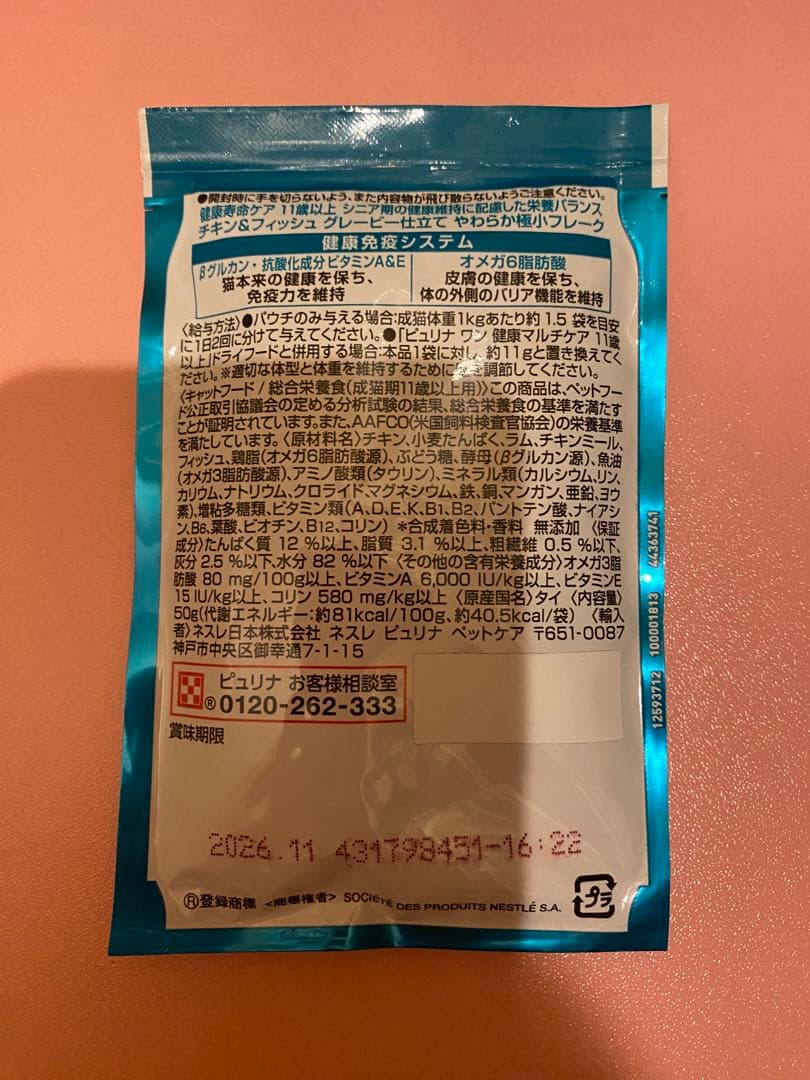 ●開封時に手を切らないよう、また内容物が飛び散らないようご注意ください。
健康寿命ケア 11歳以上 シニア期の健康維持に配慮した栄養バランス
チキン&フィッシュ グレービー仕立て やわらか極小フレーク
健康免疫システム
βグルカン・抗酸化成分ビタミンA&E
猫本来の健康を保ち、
免疫力を維持
オメガ6脂肪酸
皮膚の健康を保ち、
体の外側のバリア機能を維持
〈給与方法〉●パウチのみ与える場合:成猫体重1kgあたり約 1.5 袋を目安
に1日2回に分けて与えてください。●「ピュリナ ワン 健康マルチケア 11歳
以上」ドライフードと併用する場合:本品1袋に対し、約11gと置き換えてく
ださい。※適切な体型と体重を維持するために 調節してください。
〈キャットフード / 総合栄養食(成猫期11歳以上用)〉この商品は、ペットフー
ド公正取引協議会の定める分析試験の結果、総合栄養食の基準を満たす
ことが証明されています。また、AAFCO(米国飼料検査官協会)の栄養基準
を満たしています。〈原材料名〉チキン、小麦たんぱく、ラム、チキンミール、
フィッシュ、鶏脂(オメガ6脂肪酸源)、ぶどう糖、酵母(βグルカン源)、魚油
(オメガ3脂肪酸源)、アミノ酸類(タウリン)、ミネラル類(カルシウム、リン、
カリウム、ナトリウム、クロライド、マグネシウム、鉄、銅、マンガン、亜鉛、ヨウ
素)、増粘多糖類、ビタミン類(A、D、E、K、B1、B2、パントテン酸、ナイアシ
ン、B6、葉酸、ビオチン、B12、コリン) *合成着色料・香料 無添加 〈保証
成分〉たんぱく質 12 %以上、脂質 3.1 %以上、粗繊維 0.5 %以下、
灰分 2.5 %以下、水分 82 %以下 〈その他の含有栄養成分〉オメガ3脂
肪酸 80 mg/100g以上、ビタミンA 6,000 IU/kg以上、ビタミンE
15 IU/kg以上、コリン 580 mg/kg以上 〈原産国名〉タイ 〈内容量〉
50g(代謝エネルギー:約81kcal/100g、約40.5kcal/袋) 〈輸入
者〉ネスレ日本株式会社 ネスレ ピュリナ ペットケア 〒651-0087
神戸市中央区御幸通7-1-15
ピュリナ お客様相談室
® 0120-262-333
賞味期限
2026.11 431798451-16:22
®登録商標 <商標権者> SOCIÉTÉ DES PRODUITS NESTLÉ S.A.
プラ
12593712 100001813 44363741